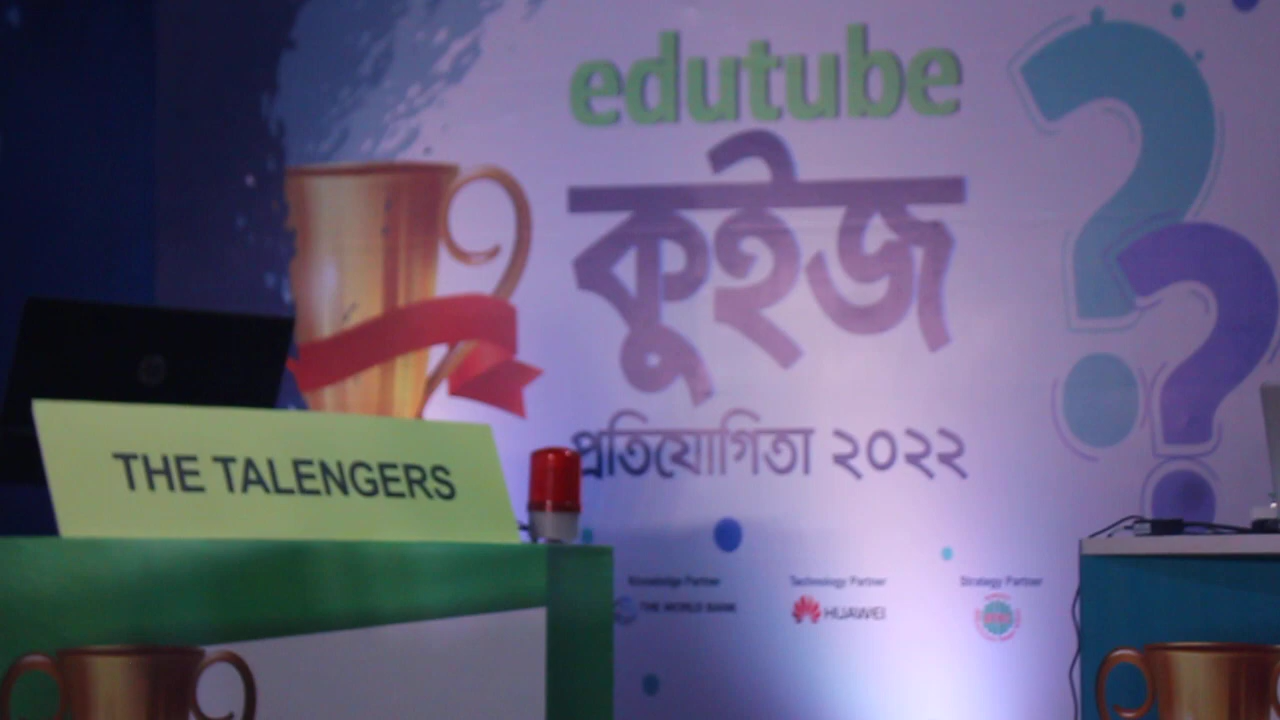 edutube
কুইজ
প্রতিযোগিতা ২০২২
THE TALENGERS
Knowledge Partner
THE WORLD BANK
Technology Partner
HUAWEI
Strategy Partner